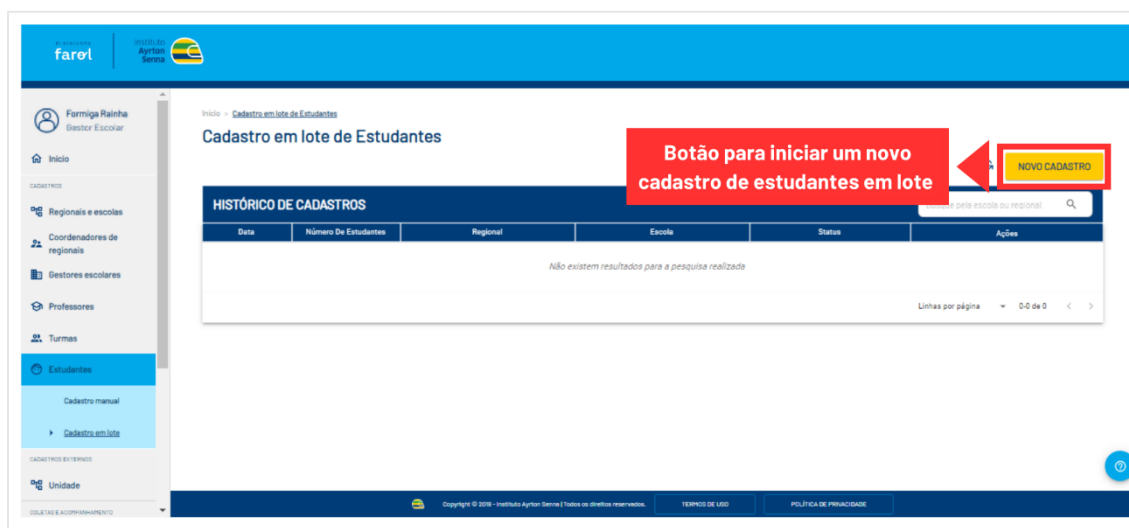 PLATAFORMA
farol
Instituto
Ayrton
Senna
Formiga Rainha
Gestor Escolar
Início
CADASTROS
Regionais e escolas
Coordenadores de
regionais
Gestores escolares
Professores
Turmas
Estudantes
Cadastro manual
Cadastro em lote
CADASTROS EXTERNOS
Unidade
COLETAS E ACOMPANHAMENTO
Início > Cadastro em lote de Estudantes
Cadastro em lote de Estudantes
Botão para iniciar um novo
cadastro de estudantes em lote
NOVO CADASTRO
HISTÓRICO DE CADASTROS
pela escola ou regional
Data Número De Estudantes Regional Escola Status Ações
Não existem resultados para a pesquisa realizada
Linhas por página 0-0 de 0
Copyright © 2019 - Instituto Ayrton Senna | Todos os direitos reservados.
TERMOS DE USO
POLÍTICA DE PRIVACIDADE